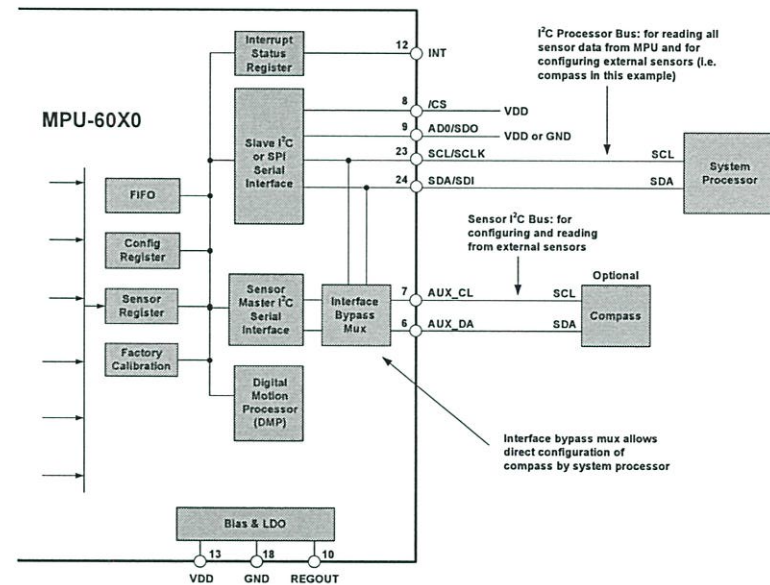 MPU-60X0
Interrupt
Status
Register
12
INT
Slave I²C
or SPI
Serial
Interface
8
/CS
VDD
9
AD0/SDO
VDD or GND
23
SCL/SCLK
SCL
24
SDA/SDI
SDA
System
Processor
I²C Processor Bus: for reading all
sensor data from MPU and for
configuring external sensors (i.e.
compass in this example)
FIFO
Config
Register
Sensor
Register
Factory
Calibration
Sensor
Master I²C
Serial
Interface
Interface
Bypass
Mux
Digital
Motion
Processor
(DMP)
Sensor I²C Bus: for
configuring and reading
from external sensors
7
AUX_CL
SCL
6
AUX_DA
SDA
Optional
Compass
Interface bypass mux allows
direct configuration of
compass by system processor
Bias & LDO
13
18
10
VDD
GND
REGOUT